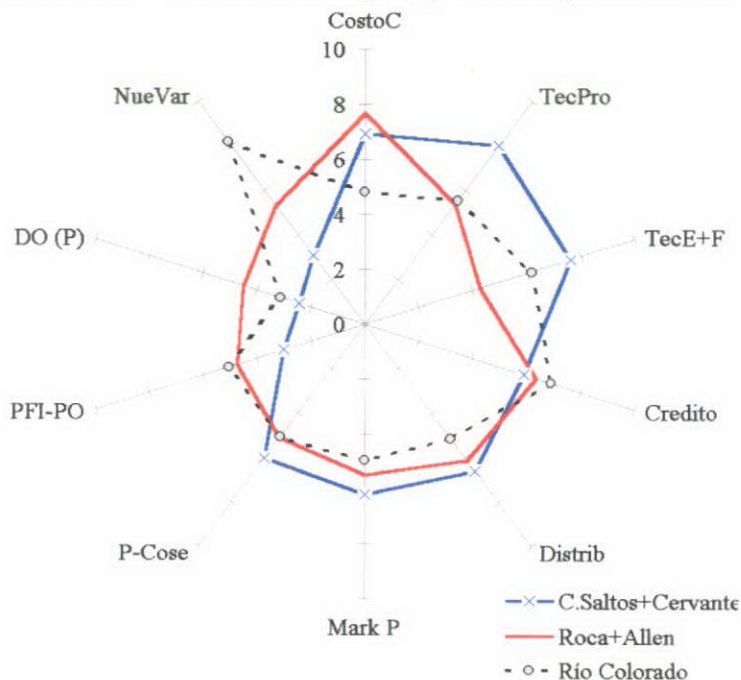 CostoC
10
NueVar
TecPro
8
6
DO (P)
TecE+F
4
2
0
PFI-PO
Credito
P-Cose
Distrib
Mark P
C.Saltos+Cervante
Roca+Allen
Río Colorado